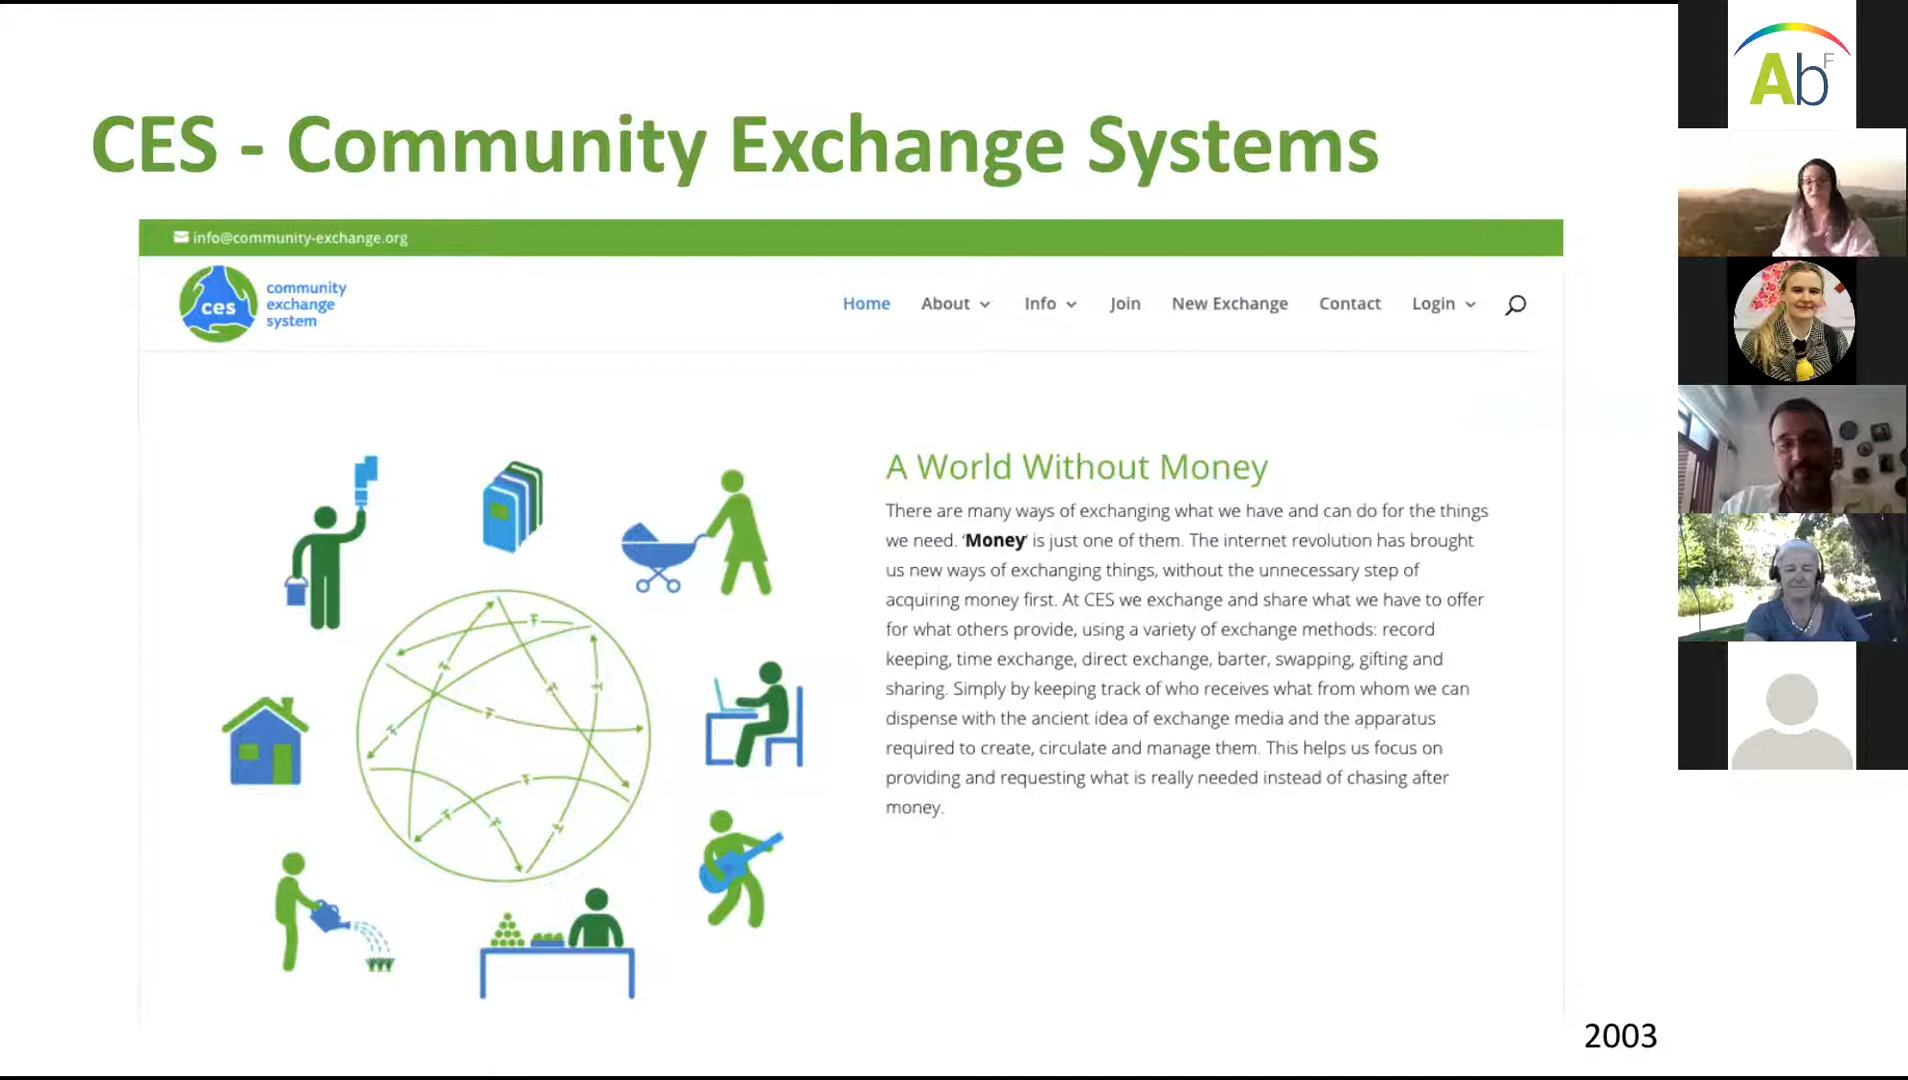 CES - Community Exchange Systems
info@community-exchange.org
ces
community
exchange
system
Home About Info Join New Exchange Contact Login
A World Without Money
There are many ways of exchanging what we have and can do for the things
we need. ‘Money’ is just one of them. The internet revolution has brought
us new ways of exchanging things, without the unnecessary step of
acquiring money first. At CES we exchange and share what we have to offer
for what others provide, using a variety of exchange methods: record
keeping, time exchange, direct exchange, barter, swapping, gifting and
sharing. Simply by keeping track of who receives what from whom we can
dispense with the ancient idea of exchange media and the apparatus
required to create, circulate and manage them. This helps us focus on
providing and requesting what is really needed instead of chasing after
money.
2003
AbF